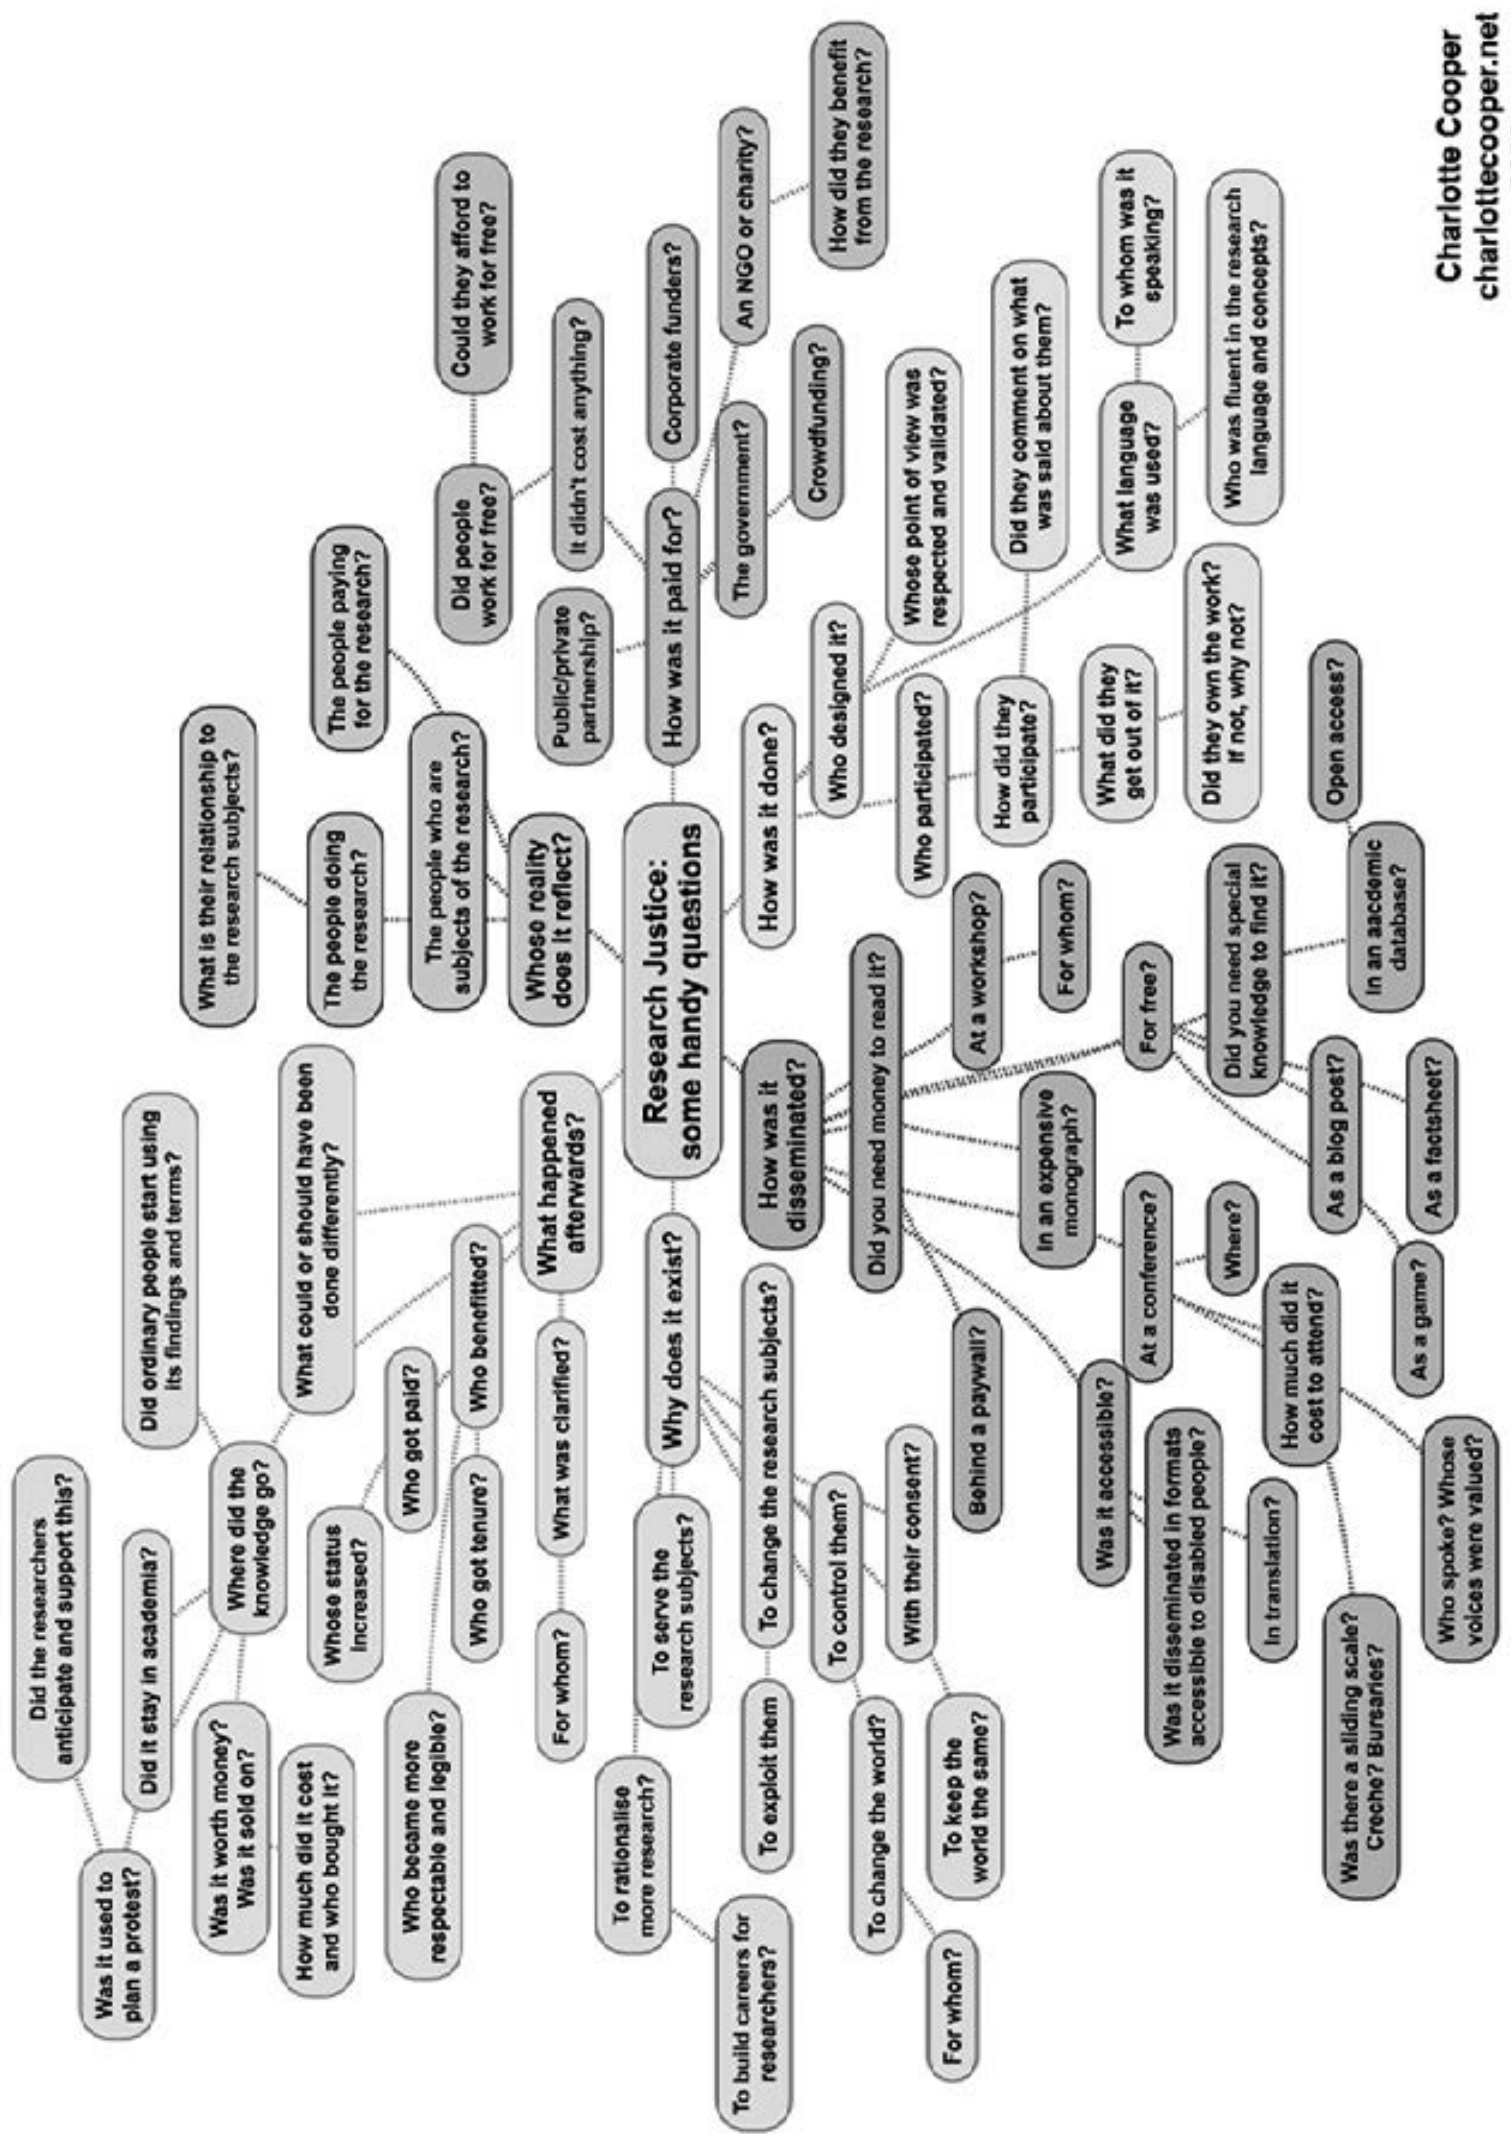 Research Justice:
some handy questions
What happened
afterwards?
What could or should have been
done differently?
Where did the
knowledge go?
Did ordinary people start using
its findings and terms?
Did it stay in academia?
Was it used to
plan a protest?
Did the researchers
anticipate and support this?
Was it worth money?
Was it sold on?
How much did it cost
and who bought it?
Who benefitted?
Who got paid?
Whose status
increased?
Who got tenure?
Who became more
respectable and legible?
What was clarified?
For whom?
Whose reality
does it reflect?
The people who are
subjects of the research?
The people doing
the research?
What is their relationship to
the research subjects?
The people paying
for the research?
How was it paid for?
Public/private
partnership?
It didn't cost anything?
Did people
work for free?
Could they afford to
work for free?
Corporate funders?
An NGO or charity?
How did they benefit
from the research?
The government?
Crowdfunding?
How was it done?
Who designed it?
Whose point of view was
respected and validated?
What language
was used?
To whom was it
speaking?
Who was fluent in the research
language and concepts?
Who participated?
How did they
participate?
Did they comment on what
was said about them?
What did they
get out of it?
Did they own the work?
If not, why not?
How was it
disseminated?
Did you need money to read it?
At a workshop?
For whom?
For free?
Did you need special
knowledge to find it?
In an aacdemic
database?
Open access?
As a blog post?
As a factsheet?
As a game?
In an expensive
monograph?
At a conference?
Where?
How much did it
cost to attend?
Was there a sliding scale?
Creche? Bursaries?
Who spoke? Whose
voices were valued?
Behind a paywall?
Was it accessible?
Was it disseminated in formats
accessible to disabled people?
In translation?
Why does it exist?
To serve the
research subjects?
To rationalise
more research?
To build careers for
researchers?
To change the research subjects?
To exploit them
To control them?
With their consent?
To change the world?
For whom?
To keep the
world the same?
Charlotte Cooper
charlottecooper.net